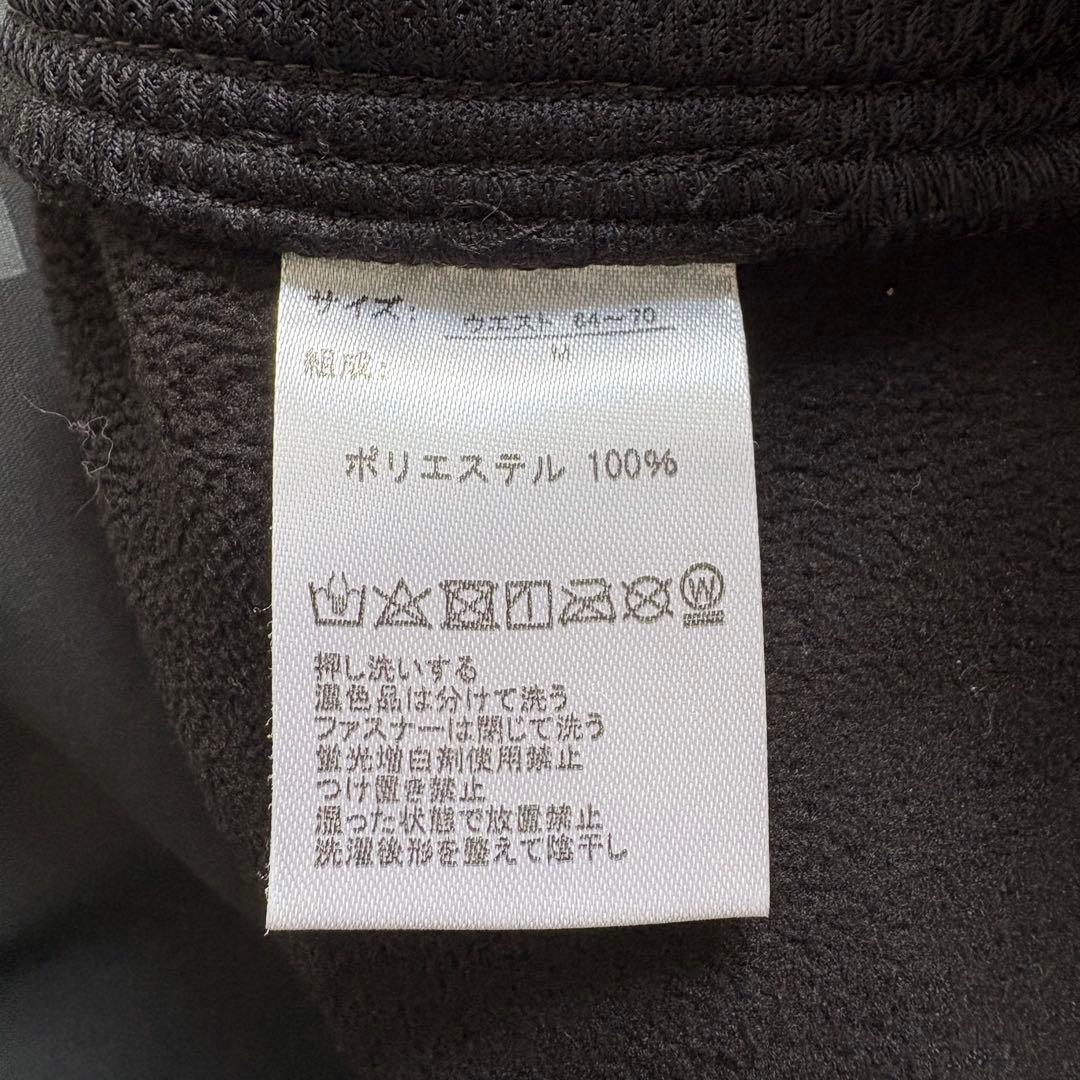 サイズ: ウエスト 64〜70
M
組成:
ポリエステル 100%
W
押し洗いする
濃色品は分けて洗う
ファスナーは閉じて洗う
蛍光増白剤使用禁止
つけ置き禁止
湿った状態で放置禁止
洗濯後形を整えて陰干し